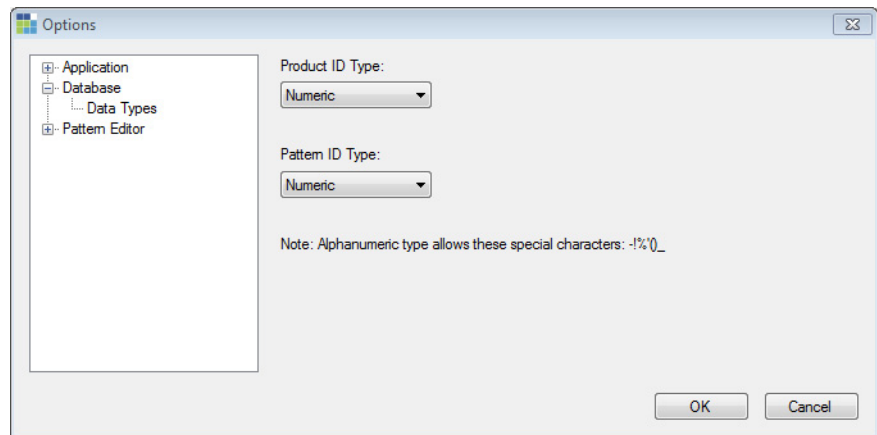 Options
Application
Database
Data Types
Pattern Editor
Product ID Type:
Numeric
Pattern ID Type:
Numeric
Note: Alphanumeric type allows these special characters: -!%'()_
OK
Cancel